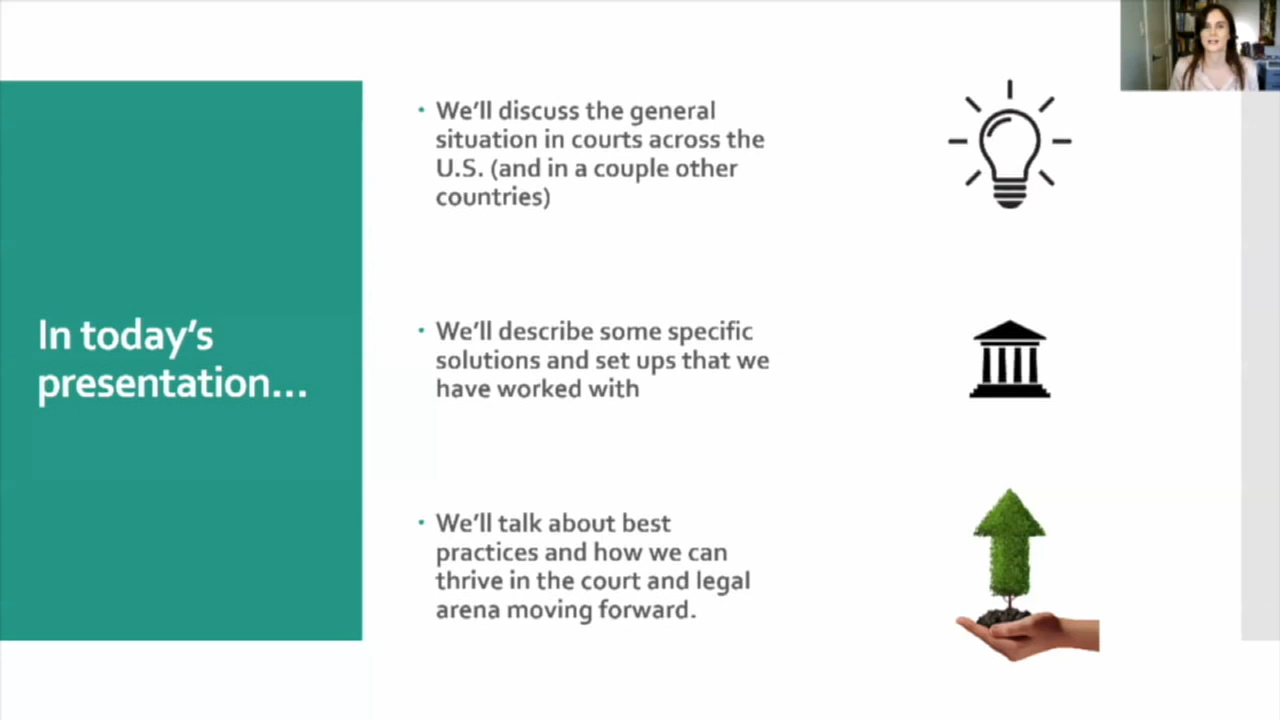 In today’s
presentation...
• We’ll discuss the general
situation in courts across the
U.S. (and in a couple other
countries)
• We’ll describe some specific
solutions and set ups that we
have worked with
• We’ll talk about best
practices and how we can
thrive in the court and legal
arena moving forward.